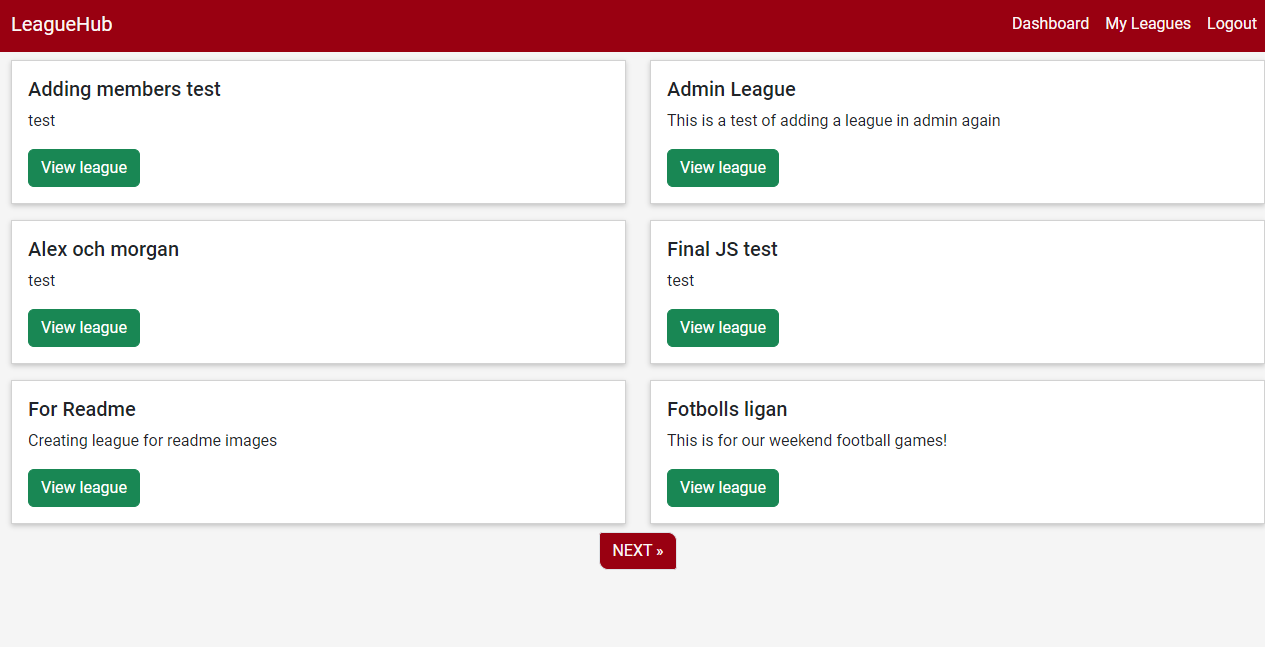 LeagueHub
Dashboard My Leagues Logout
Adding members test
test
View league
Admin League
This is a test of adding a league in admin again
View league
Alex och morgan
test
View league
Final JS test
test
View league
For Readme
Creating league for readme images
View league
Fotbolls ligan
This is for our weekend football games!
View league
NEXT »